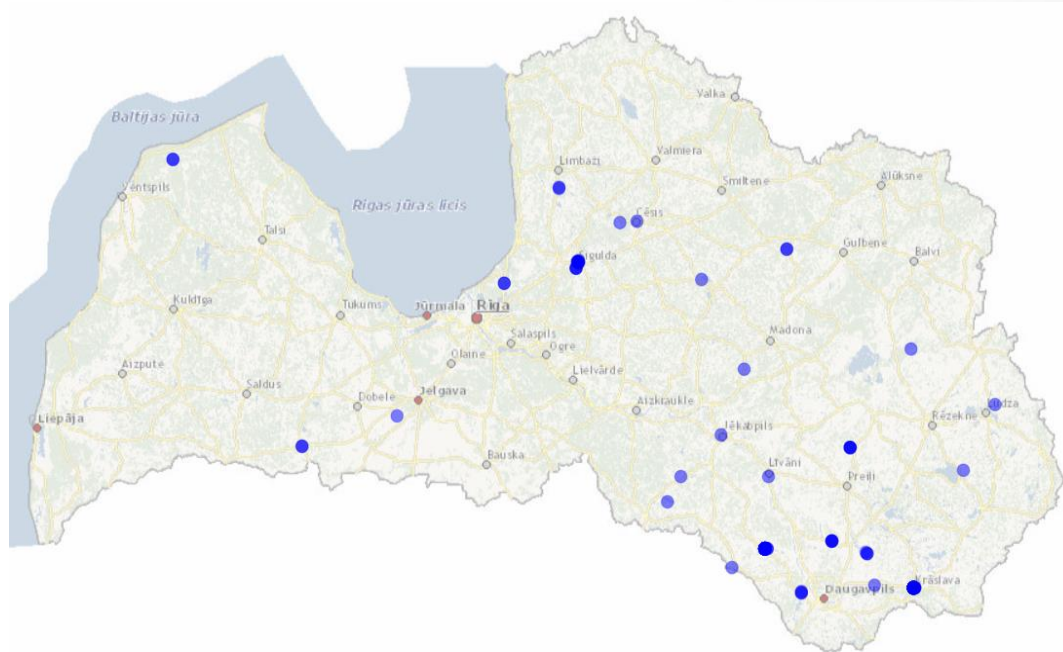 Valka
Baltijas jūra
Valmiera
Limbaži
Alūksne
Smiltene
Ventspils
Rīgas jūras līcis
Cēsis
Talsi
Gulbene
Sigulda
Balvi
Kuldīga
Tukums
Jūrmala
Rīga
Salaspils
Madona
Ogre
Olaine
Aizpute
Lielvārde
Saldus
Dobele
Jelgava
Aizkraukle
Ludza
Liepāja
Rēzekne
Jēkabpils
Bauska
Līvāni
Preiļi
Krāslava
Daugavpils